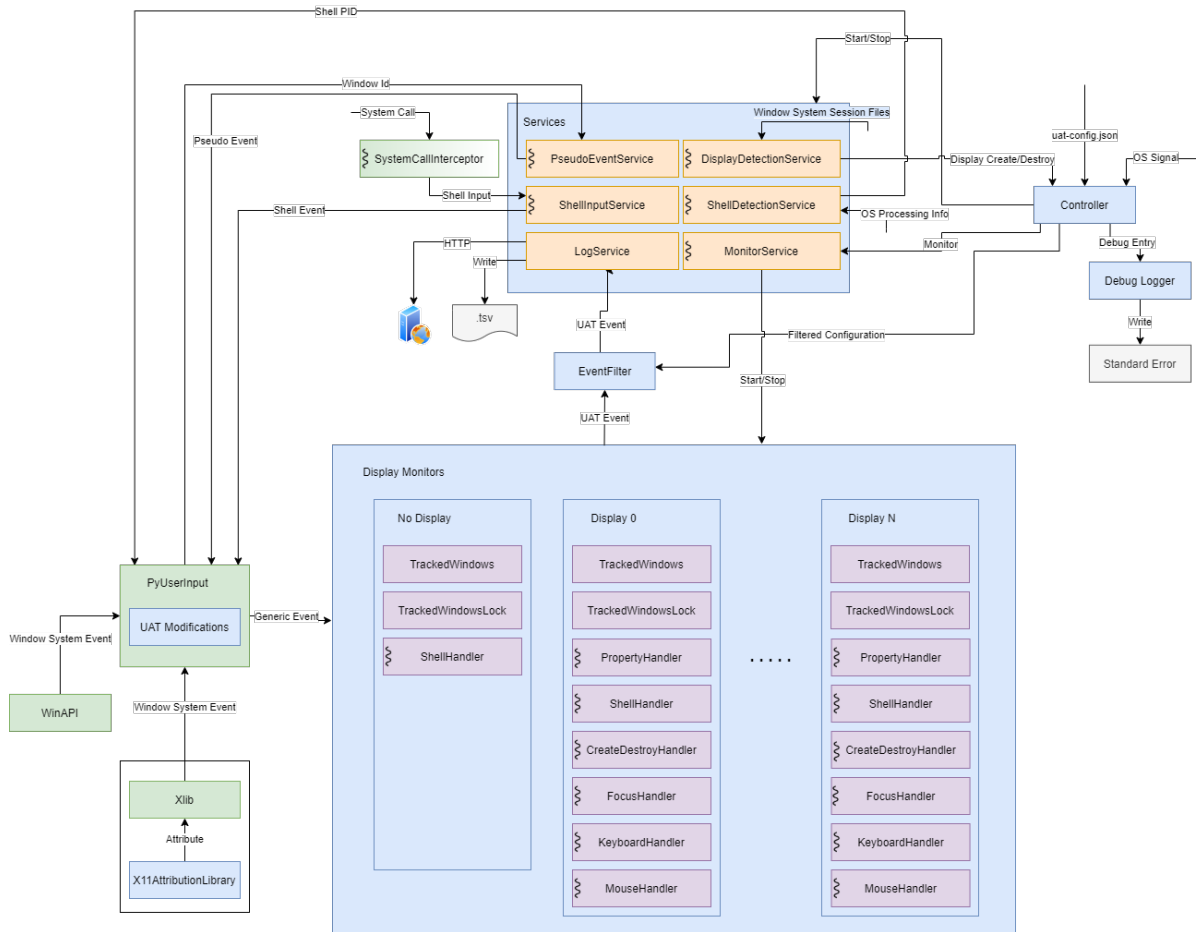 Shell PID
Start/Stop
Window Id
System Call
Services
Window System Session Files
uat-config.json
Pseudo Event
SystemCallInterceptor
PseudoEventService
DisplayDetectionService
Display Create/Destroy
OS Signal
Shell Input
Shell Event
ShellInputService
ShellDetectionService
OS Processing Info
Controller
HTTP
Write
LogService
MonitorService
Monitor
Debug Entry
Debug Logger
.tsv
UAT Event
Filtered Configuration
Write
EventFilter
Start/Stop
Standard Error
UAT Event
Display Monitors
No Display
Display 0
Display N
TrackedWindows
TrackedWindows
TrackedWindows
TrackedWindowsLock
TrackedWindowsLock
TrackedWindowsLock
ShellHandler
PropertyHandler
PropertyHandler
. . . . .
ShellHandler
ShellHandler
CreateDestroyHandler
CreateDestroyHandler
FocusHandler
FocusHandler
KeyboardHandler
KeyboardHandler
MouseHandler
MouseHandler
PyUserInput
UAT Modifications
Generic Event
Window System Event
WinAPI
Window System Event
Xlib
Attribute
X11AttributionLibrary